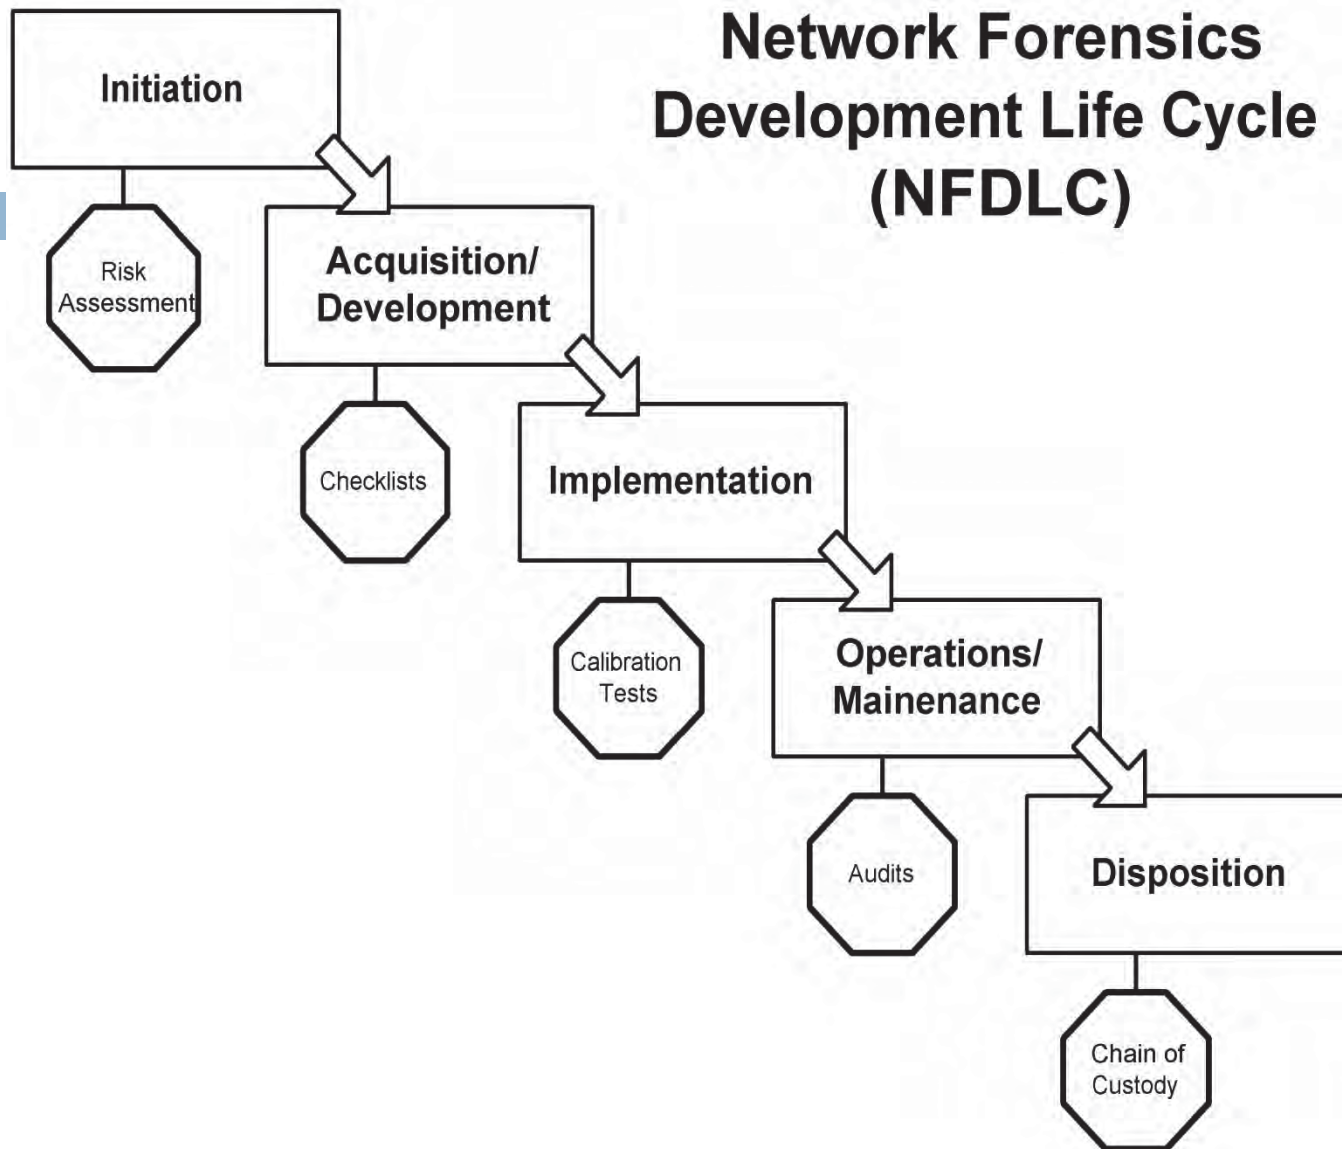 Network Forensics
Development Life Cycle
(NFDLC)
Initiation
Risk
Assessment
Acquisition/
Development
Checklists
Implementation
Calibration
Tests
Operations/
Mainenance
Audits
Disposition
Chain of
Custody